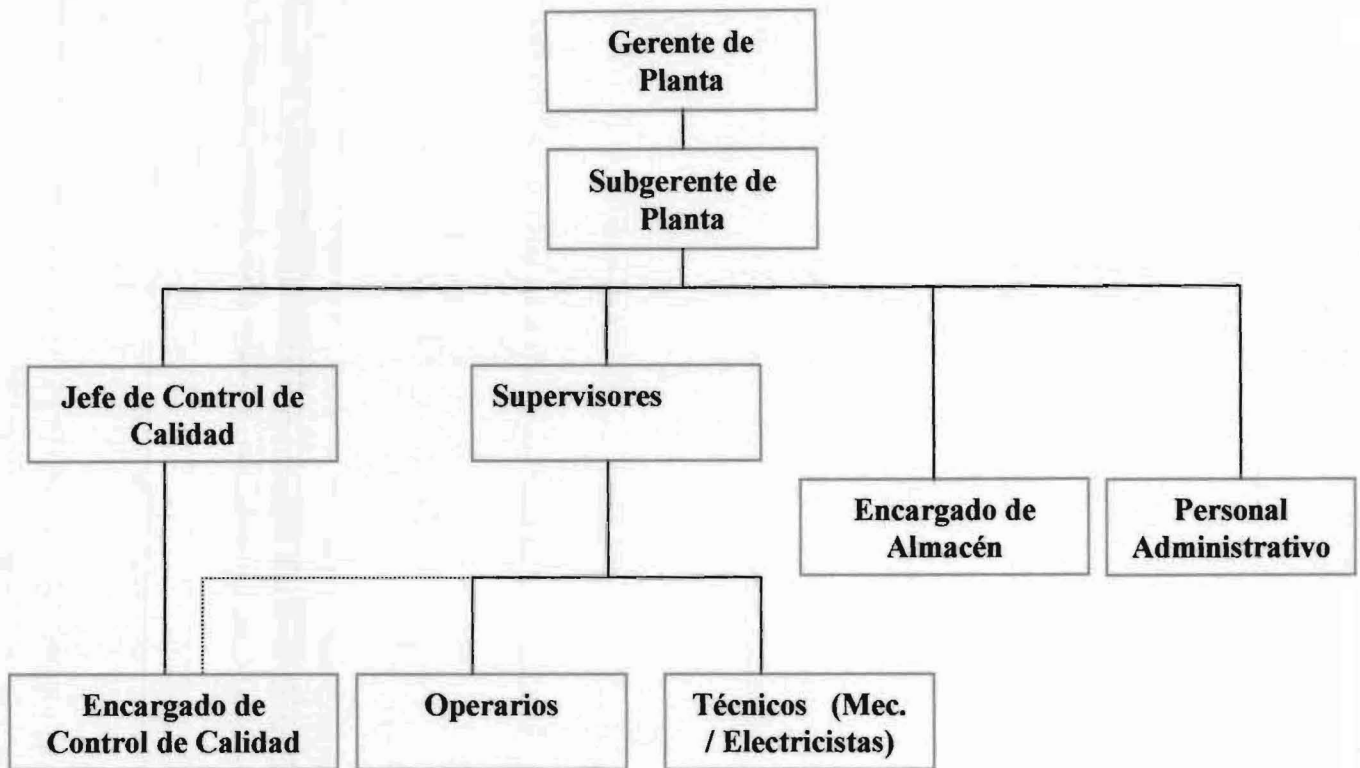 Gerente de
Planta
Subgerente de
Planta
Jefe de Control de
Calidad
Supervisores
Encargado de
Almacén
Personal
Administrativo
Encargado de
Control de Calidad
Operarios
Técnicos (Mec.
/ Electricistas)